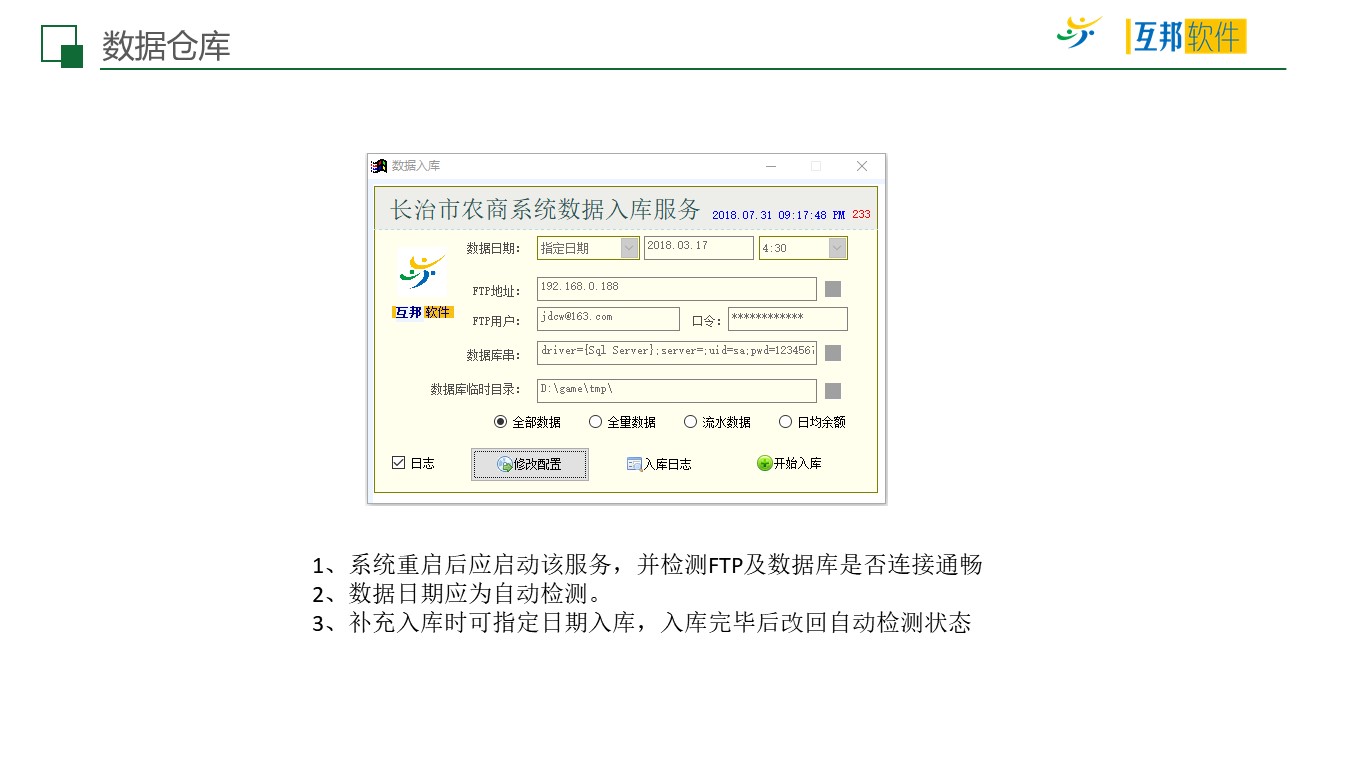 数据仓库
互邦软件
数据入库
长治市农商系统数据入库服务 2018.07.31 09:17:48 PM 233
数据日期： 指定日期 2018.03.17 4:30
FTP地址： 192.168.0.188
互邦软件
FTP用户： jdcw@163.com 口令： ************
数据库串： driver={Sql Server};server=;uid=sa;pwd=1234567
数据库临时目录： D:\game\tmp\
全部数据 全量数据 流水数据 日均余额
日志 修改配置 入库日志 开始入库
1、系统重启后应启动该服务，并检测FTP及数据库是否连接通畅
2、数据日期应为自动检测。
3、补充入库时可指定日期入库，入库完毕后改回自动检测状态